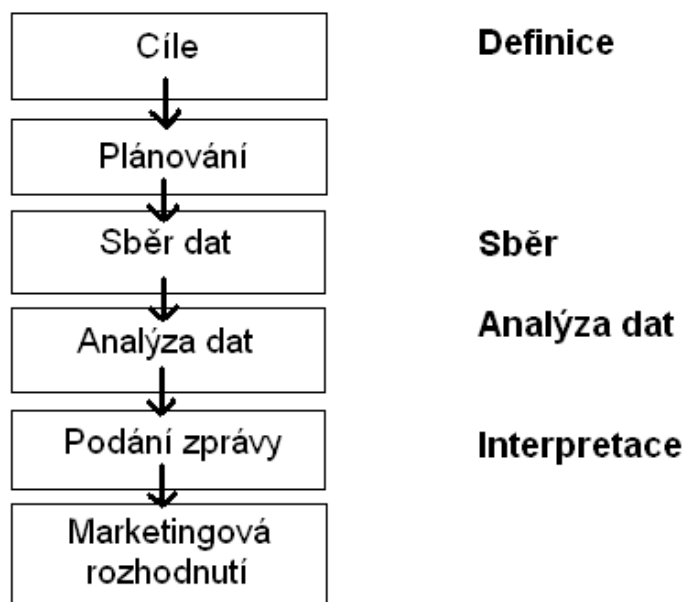 Cíle
Definice
Plánování
Sběr dat
Sběr
Analýza dat
Analýza dat
Podání zprávy
Interpretace
Marketingová
rozhodnutí